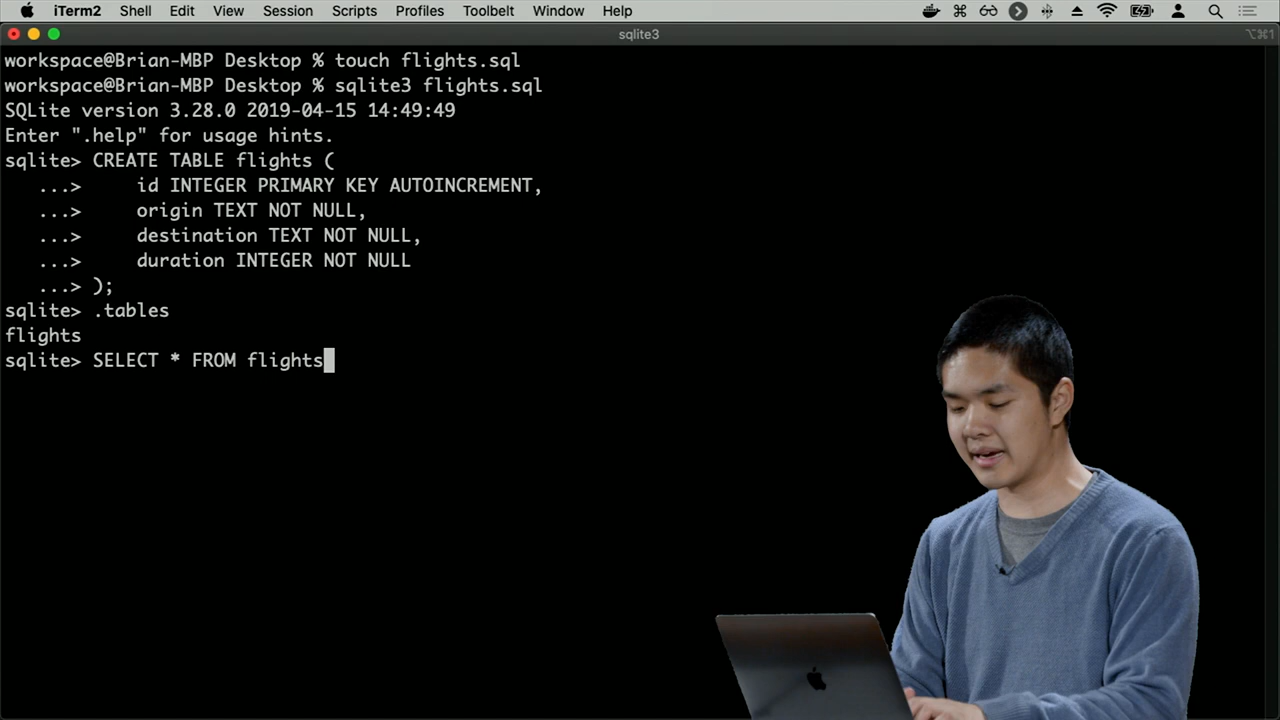 iTerm2 Shell Edit View Session Scripts Profiles Toolbelt Window Help
sqlite3
⌥⌘1
workspace@Brian-MBP Desktop % touch flights.sql
workspace@Brian-MBP Desktop % sqlite3 flights.sql
SQLite version 3.28.0 2019-04-15 14:49:49
Enter ".help" for usage hints.
sqlite> CREATE TABLE flights (
   ...>     id INTEGER PRIMARY KEY AUTOINCREMENT,
   ...>     origin TEXT NOT NULL,
   ...>     destination TEXT NOT NULL,
   ...>     duration INTEGER NOT NULL
   ...> );
sqlite> .tables
flights
sqlite> SELECT * FROM flights